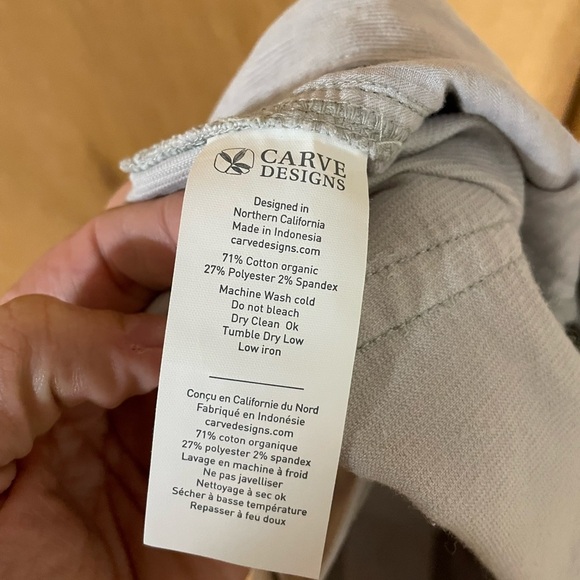 CARVE
DESIGNS
Designed in
Northern California
Made in Indonesia
carvedesigns.com
71% Cotton organic
27% Polyester 2% Spandex
Machine Wash cold
Do not bleach
Dry Clean Ok
Tumble Dry Low
Low iron
Conçu en Californie du Nord
Fabriqué en Indonésie
carvedesigns.com
71% coton organique
27% polyester 2% spandex
Lavage en machine à froid
Ne pas javelliser
Nettoyage à sec ok
Sécher à basse température
Repasser à feu doux